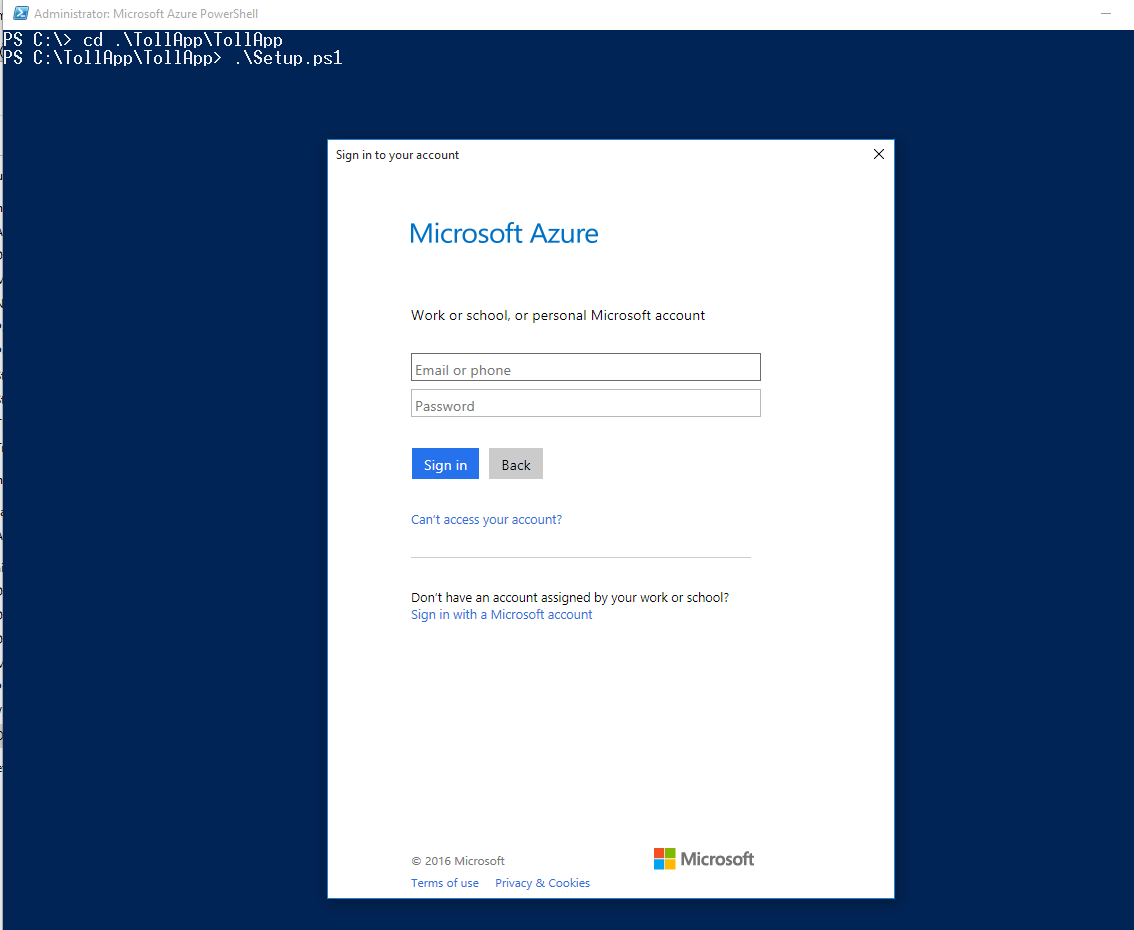 Administrator: Microsoft Azure PowerShell
PS C:\> cd .\TollApp\TollApp
PS C:\TollApp\TollApp> .\Setup.ps1
Sign in to your account
Microsoft Azure
Work or school, or personal Microsoft account
Email or phone
Password
Sign in Back
Can't access your account?
Don't have an account assigned by your work or school?
Sign in with a Microsoft account
© 2016 Microsoft
Microsoft
Terms of use Privacy & Cookies